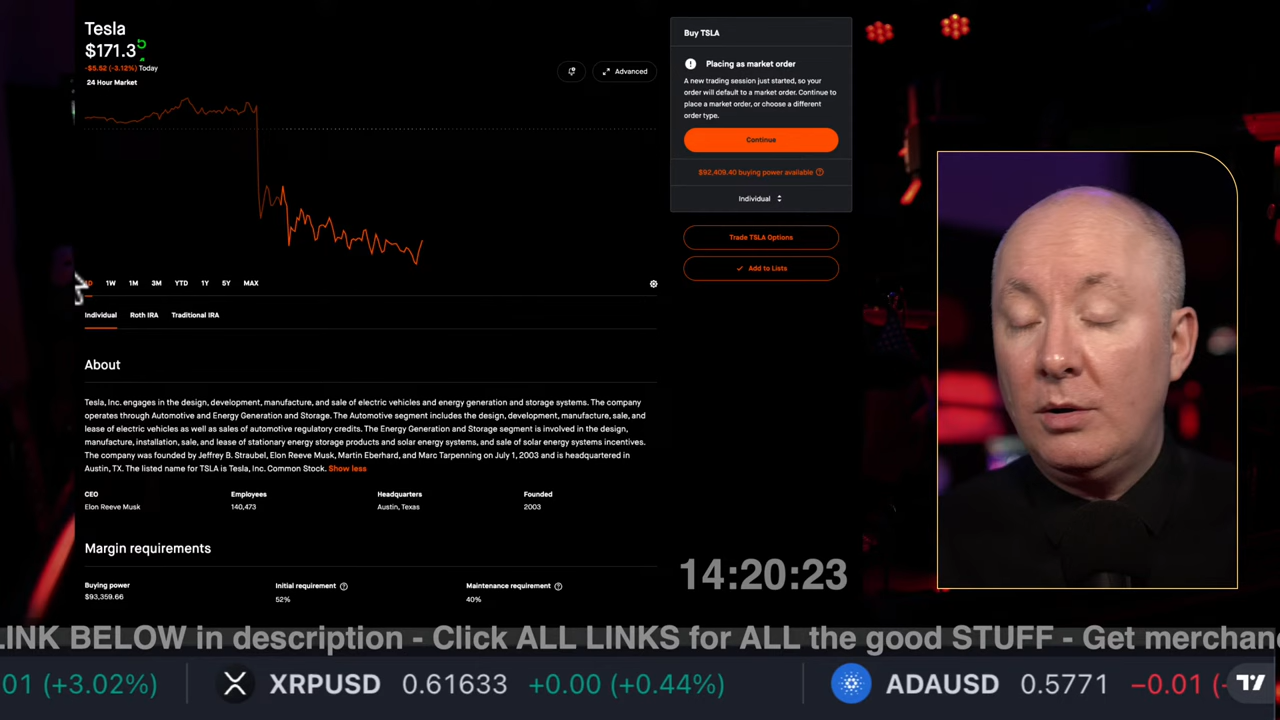 Tesla
$171.3
-$5.52 (-3.12%) Today
24 Hour Market
Advanced
Buy TSLA
Placing as market order
A new trading session just started, so your
order will default to a market order. Continue to
place a market order, or choose a different
order type.
Continue
$92,409.40 buying power available
Individual
Trade TSLA Options
Add to Lists
1W 1M 3M YTD 1Y 5Y MAX
Individual Roth IRA Traditional IRA
About
Tesla, Inc. engages in the design, development, manufacture, and sale of electric vehicles and energy generation and storage systems. The company
operates through Automotive and Energy Generation and Storage. The Automotive segment includes the design, development, manufacture, sale, and
lease of electric vehicles as well as sales of automotive regulatory credits. The Energy Generation and Storage segment is involved in the design,
manufacture, installation, sale, and lease of stationary energy storage products and solar energy systems, and sale of solar energy systems incentives.
The company was founded by Jeffrey B. Straubel, Elon Reeve Musk, Martin Eberhard, and Marc Tarpenning on July 1, 2003 and is headquartered in
Austin, TX. The listed name for TSLA is Tesla, Inc. Common Stock. Show less
CEO Employees Headquarters Founded
Elon Reeve Musk 140,473 Austin, Texas 2003
Margin requirements
Buying power Initial requirement Maintenance requirement
$93,359.66 52% 40%
14:20:23
LINK BELOW in description - Click ALL LINKS for ALL the good STUFF - Get merchan
01 (+3.02%) XRPUSD 0.61633 +0.00 (+0.44%) ADAUSD 0.5771 −0.01 (-